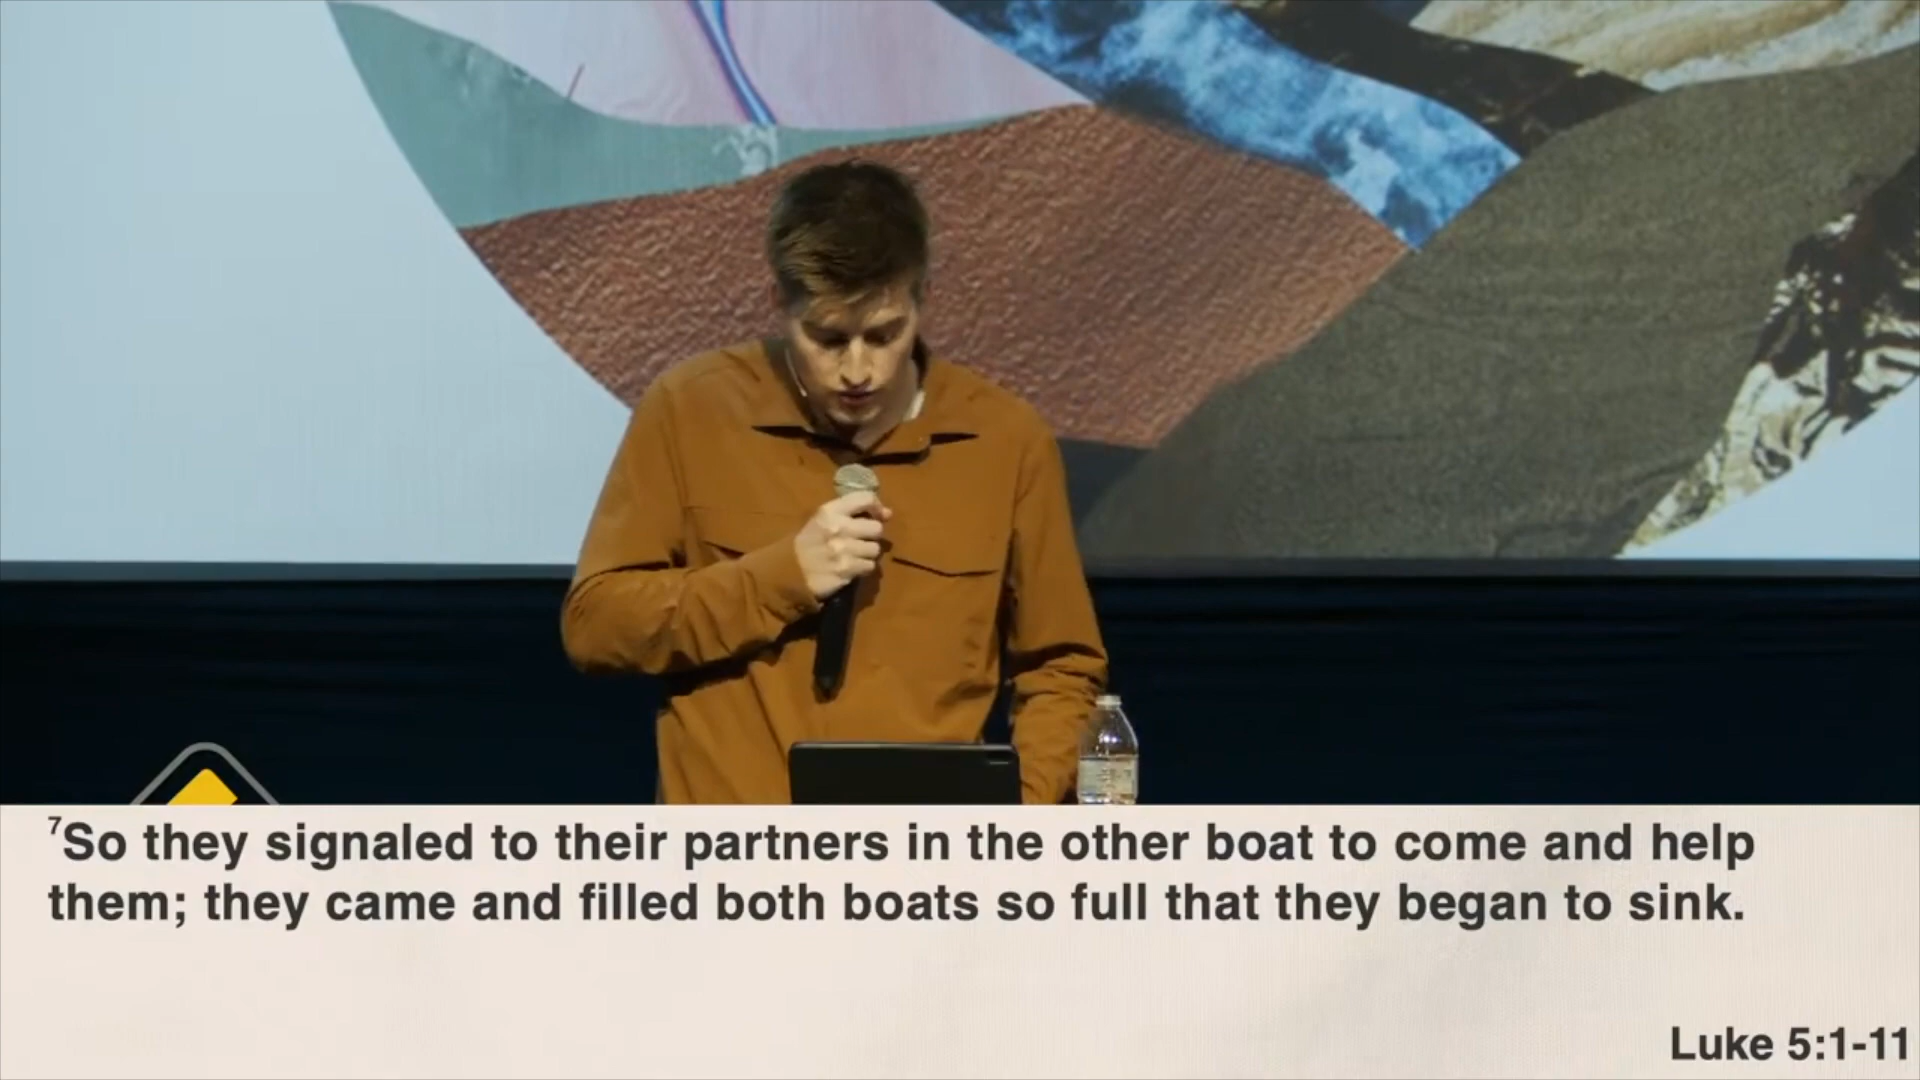 ⁷So they signaled to their partners in the other boat to come and help
them; they came and filled both boats so full that they began to sink.
Luke 5:1-11